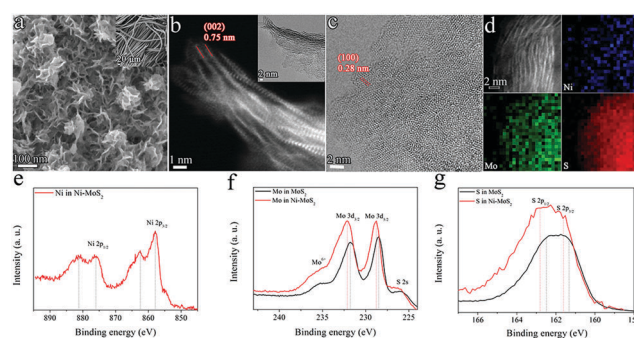 a
20 μm
100 nm
b
(002)
0.75 nm
2 nm
1 nm
c
(100)
0.28 nm
2 nm
d
2 nm
Ni
Mo
S
e
Ni in Ni-MoS2
Ni 2p1/2
Ni 2p3/2
Intensity (a. u.)
890 880 870 860 850
Binding energy (eV)
f
Mo in MoS2
Mo in Ni-MoS2
Mo 3d3/2
Mo 3d5/2
Mo6+
S 2s
Intensity (a. u.)
240 235 230 225
Binding energy (eV)
g
S in MoS2
S in Ni-MoS2
S 2p1/2
S 2p3/2
Intensity (a. u.)
166 164 162 160
Binding energy (eV)